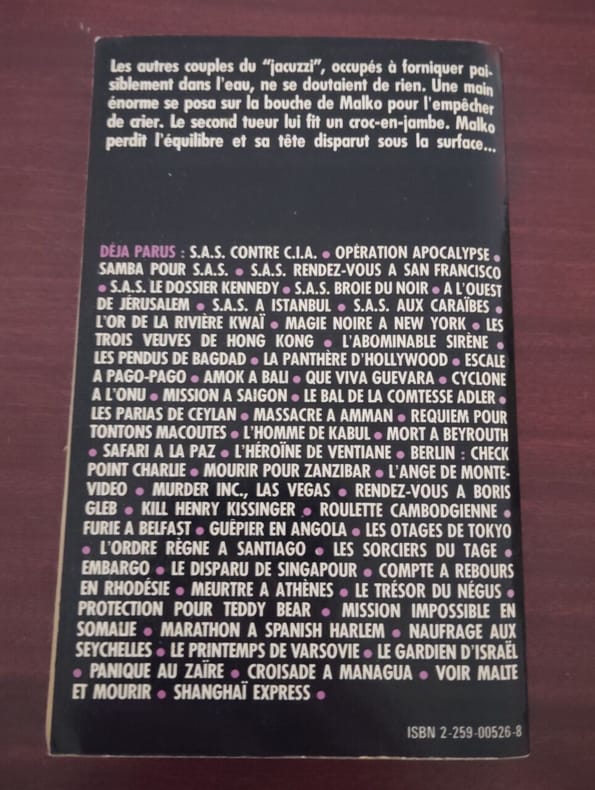 Les autres couples du "jacuzzi", occupés à forniquer pai-
siblement dans l'eau, ne se doutaient de rien. Une main
énorme se posa sur la bouche de Malko pour l'empêcher
de crier. Le second tueur lui fit un croc-en-jambe. Malko
perdit l'équilibre et sa tête disparut sous la surface...
DÉJA PARUS : S.A.S. CONTRE C.I.A. • OPÉRATION APOCALYPSE •
SAMBA POUR S.A.S. • S.A.S. RENDEZ-VOUS A SAN FRANCISCO
• S.A.S. LE DOSSIER KENNEDY • S.A.S. BROIE DU NOIR • A L'OUEST
DE JÉRUSALEM • S.A.S. A ISTANBUL • S.A.S. AUX CARAÏBES •
L'OR DE LA RIVIÈRE KWAÏ • MAGIE NOIRE A NEW YORK • LES
TROIS VEUVES DE HONG KONG • L'ABOMINABLE SIRÈNE •
LES PENDUS DE BAGDAD • LA PANTHÈRE D'HOLLYWOOD • ESCALE
A PAGO-PAGO • AMOK A BALI • QUE VIVA GUEVARA • CYCLONE
A L'ONU • MISSION A SAIGON • LE BAL DE LA COMTESSE ADLER •
LES PARIAS DE CEYLAN • MASSACRE A AMMAN • REQUIEM POUR
TONTONS MACOUTES • L'HOMME DE KABUL • MORT A BEYROUTH
• SAFARI A LA PAZ • L'HÉROÏNE DE VENTIANE • BERLIN : CHECK
POINT CHARLIE • MOURIR POUR ZANZIBAR • L'ANGE DE MONTE-
VIDEO • MURDER INC., LAS VEGAS • RENDEZ-VOUS A BORIS
GLEB • KILL HENRY KISSINGER • ROULETTE CAMBODGIENNE •
FURIE A BELFAST • GUÊPIER EN ANGOLA • LES OTAGES DE TOKYO
• L'ORDRE RÈGNE A SANTIAGO • LES SORCIERS DU TAGE •
EMBARGO • LE DISPARU DE SINGAPOUR • COMPTE A REBOURS
EN RHODÉSIE • MEURTRE A ATHÈNES • LE TRÉSOR DU NÉGUS •
PROTECTION POUR TEDDY BEAR • MISSION IMPOSSIBLE EN
SOMALIE • MARATHON A SPANISH HARLEM • NAUFRAGE AUX
SEYCHELLES • LE PRINTEMPS DE VARSOVIE • LE GARDIEN D'ISRAËL
• PANIQUE AU ZAÏRE • CROISADE A MANAGUA • VOIR MALTE
ET MOURIR • SHANGHAÏ EXPRESS •
ISBN 2-259-00526-8